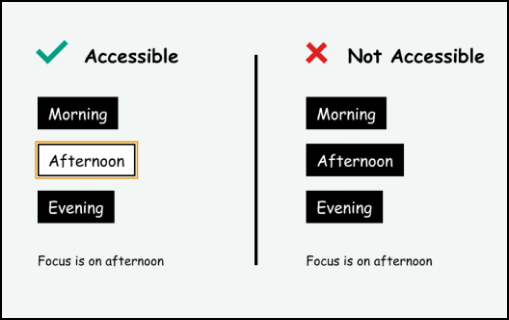 Accessible
Morning
Afternoon
Evening
Focus is on afternoon
Not Accessible
Morning
Afternoon
Evening
Focus is on afternoon